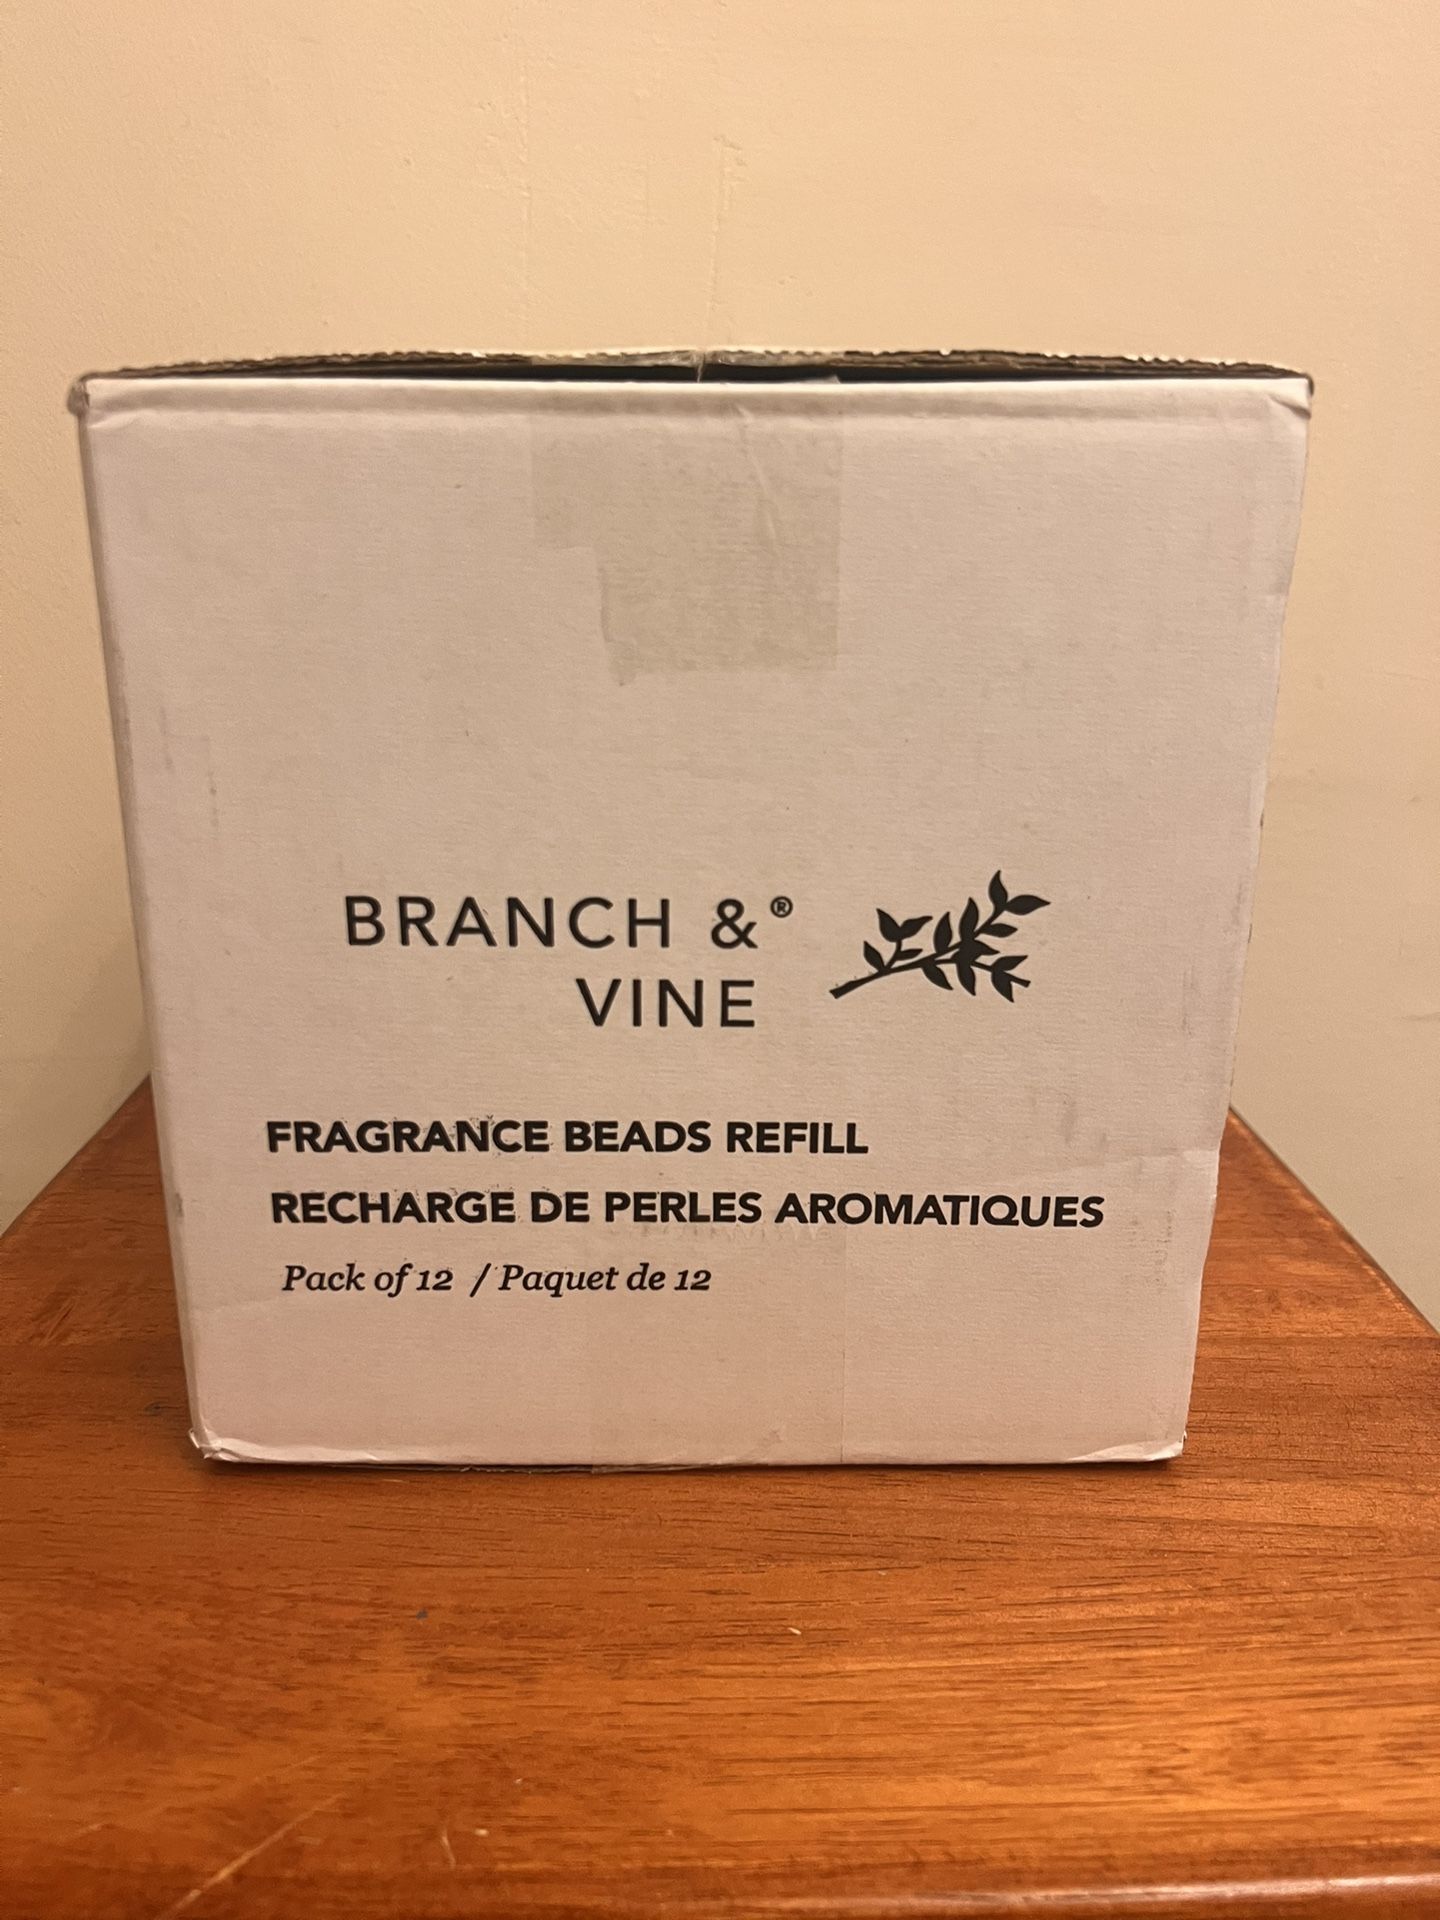 BRANCH &®
VINE
FRAGRANCE BEADS REFILL
RECHARGE DE PERLES AROMATIQUES
Pack of 12 / Paquet de 12